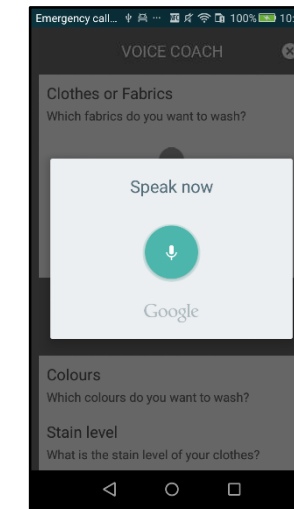 Emergency call... 100% 10:
VOICE COACH
Clothes or Fabrics
Which fabrics do you want to wash?
Speak now
Google
Colours
Which colours do you want to wash?
Stain level
What is the stain level of your clothes?